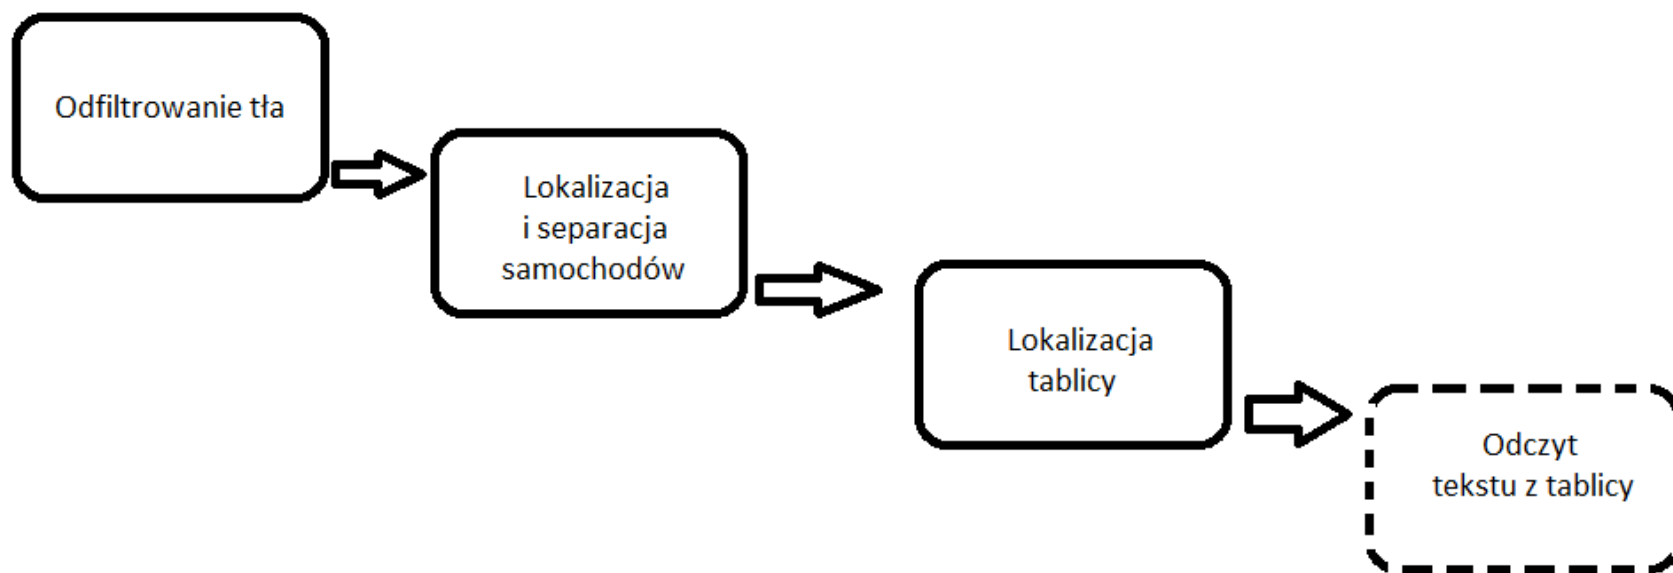 Odfiltrowanie tła
Lokalizacja
i separacja
samochodów
Lokalizacja
tablicy
Odczyt
tekstu z tablicy